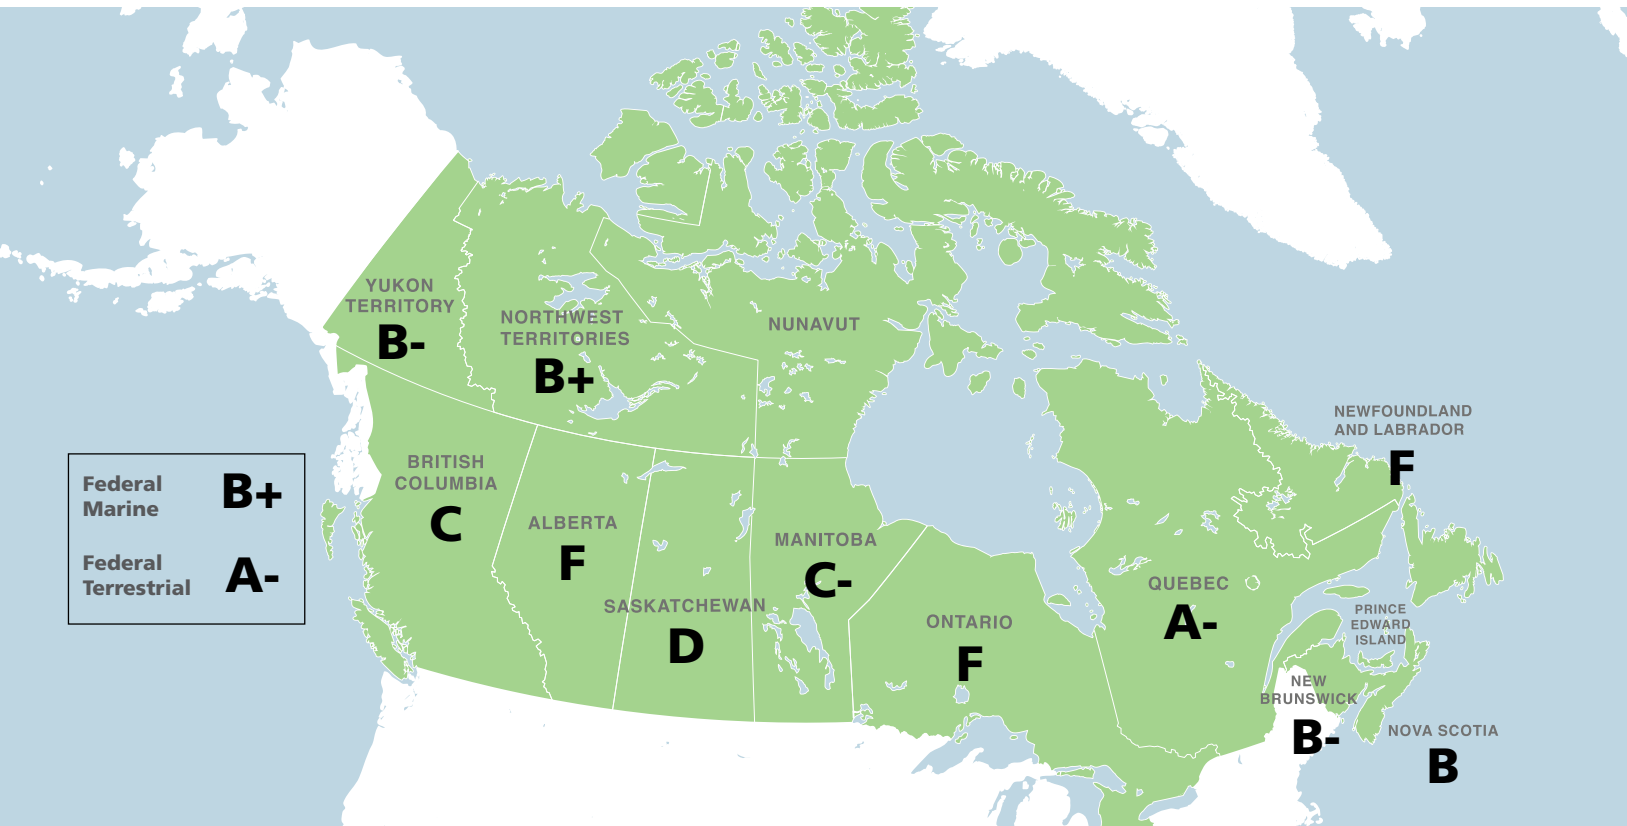 YUKON
TERRITORY
B-
NORTHWEST
TERRITORIES
B+
NUNAVUT
NEWFOUNDLAND
AND LABRADOR
F
BRITISH
COLUMBIA
C
Federal
Marine
B+
Federal
Terrestrial
A-
ALBERTA
F
SASKATCHEWAN
D
MANITOBA
C-
ONTARIO
F
QUEBEC
A-
PRINCE
EDWARD
ISLAND
NEW
BRUNSWICK
B-
NOVA SCOTIA
B